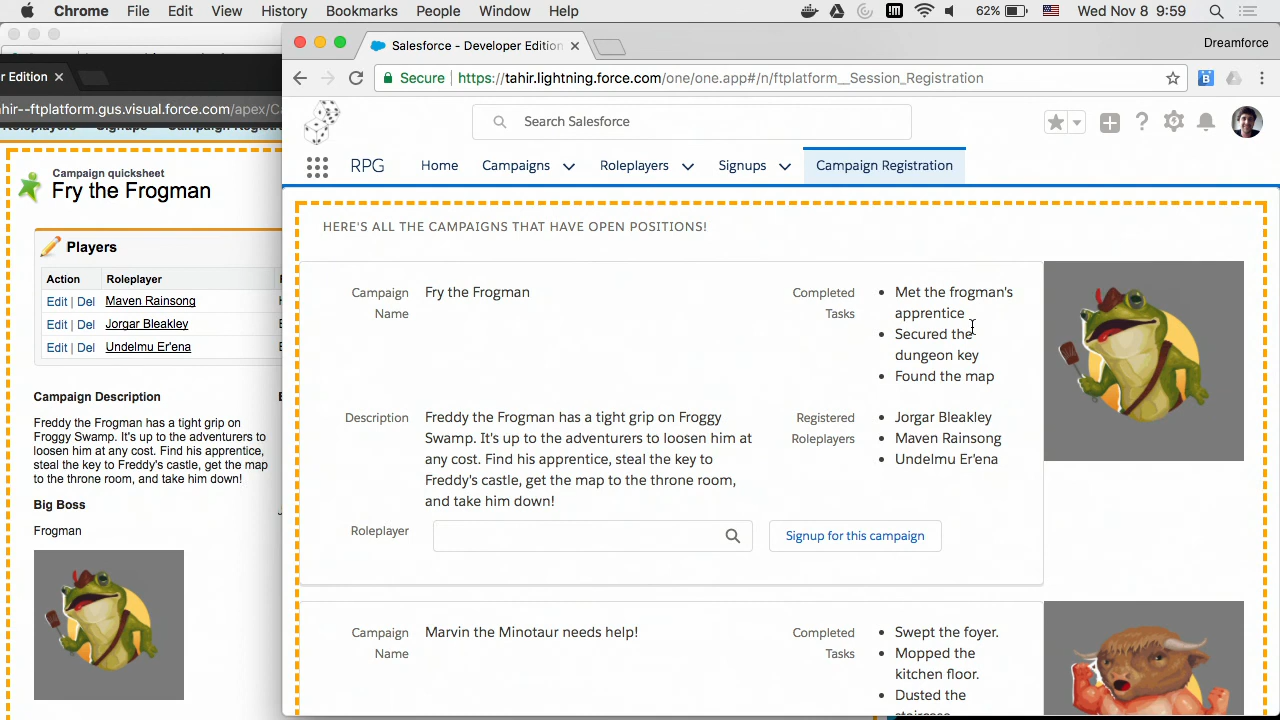 Chrome File Edit View History Bookmarks People Window Help 62% Wed Nov 8 9:59
Salesforce - Developer Edition
Dreamforce
Secure https://tahir.lightning.force.com/one/one.app#/n/ftplatform__Session_Registration
Search Salesforce
RPG Home Campaigns Roleplayers Signups Campaign Registration
HERE'S ALL THE CAMPAIGNS THAT HAVE OPEN POSITIONS!
Campaign Name
Fry the Frogman
Completed Tasks
Met the frogman's
apprentice
Secured the
dungeon key
Found the map
Description
Freddy the Frogman has a tight grip on Froggy
Swamp. It's up to the adventurers to loosen him at
any cost. Find his apprentice, steal the key to
Freddy's castle, get the map to the throne room,
and take him down!
Registered
Roleplayers
Jorgar Bleakley
Maven Rainsong
Undelmu Er'ena
Roleplayer
Signup for this campaign
Campaign
Name
Marvin the Minotaur needs help!
Completed
Tasks
Swept the foyer.
Mopped the
kitchen floor.
Dusted the
r Edition
hir--ftplatform.gus.visual.force.com/apex/C
Campaign quicksheet
Fry the Frogman
Players
Action Roleplayer
Edit | Del Maven Rainsong
Edit | Del Jorgar Bleakley
Edit | Del Undelmu Er'ena
Campaign Description
Freddy the Frogman has a tight grip on Froggy
Swamp. It's up to the adventurers to loosen him at
any cost. Find his apprentice,
steal the key to Freddy's castle, get the map
to the throne room, and take him down!
Big Boss
Frogman